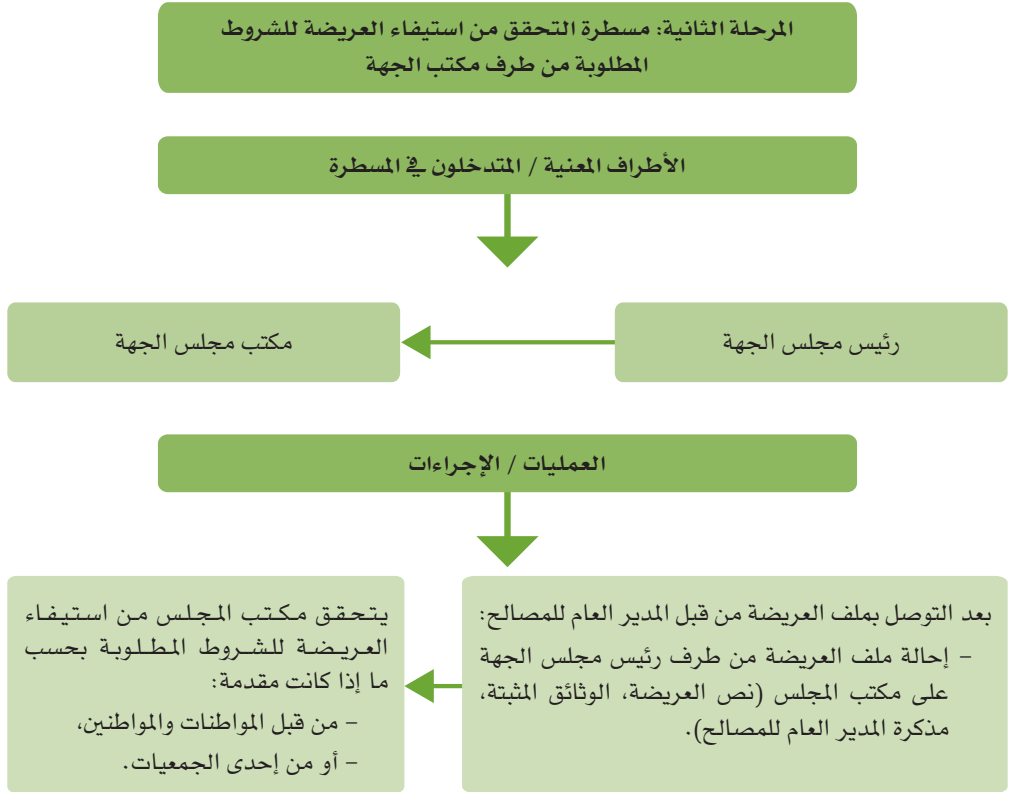 المرحلة الثانية: مسطرة التحقق من استيفاء العريضة للشروط
المطلوبة من طرف مكتب الجهة
الأطراف المعنية / المتدخلون في المسطرة
رئيس مجلس الجهة
مكتب مجلس الجهة
العمليات / الإجراءات
بعد التوصل بملف العريضة من قبل المدير العام للمصالح:
– إحالة ملف العريضة من طرف رئيس مجلس الجهة
على مكتب المجلس (نص العريضة، الوثائق المثبتة،
مذكرة المدير العام للمصالح).
يتحقق مكتب المجلس من استيفاء
العريضة للشروط المطلوبة بحسب
ما إذا كانت مقدمة:
– من قبل المواطنات والمواطنين،
– أو من إحدى الجمعيات.